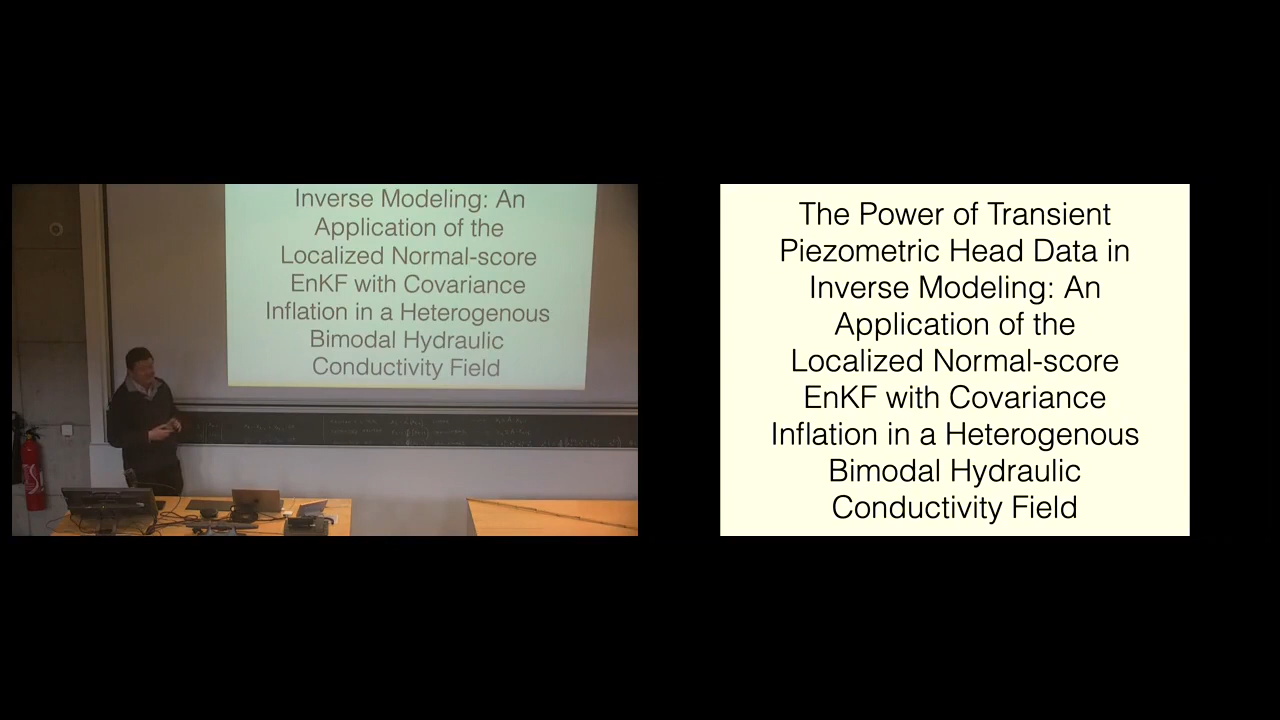 Inverse Modeling: An
Application of the
Localized Normal-score
EnKF with Covariance
Inflation in a Heterogenous
Bimodal Hydraulic
Conductivity Field
The Power of Transient
Piezometric Head Data in
Inverse Modeling: An
Application of the
Localized Normal-score
EnKF with Covariance
Inflation in a Heterogenous
Bimodal Hydraulic
Conductivity Field